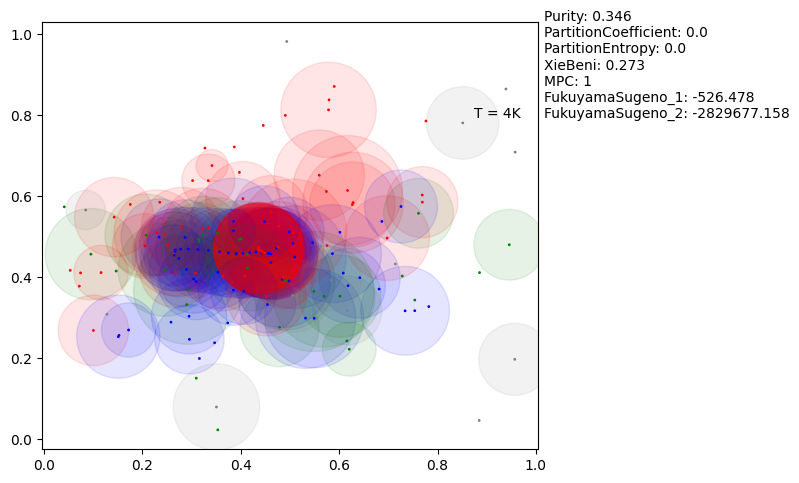 Purity: 0.346
PartitionCoefficient: 0.0
PartitionEntropy: 0.0
XieBeni: 0.273
MPC: 1
FukuyamaSugeno_1: -526.478
FukuyamaSugeno_2: -2829677.158
T = 4K
1.0
0.8
0.6
0.4
0.2
0.0
0.0 0.2 0.4 0.6 0.8 1.0